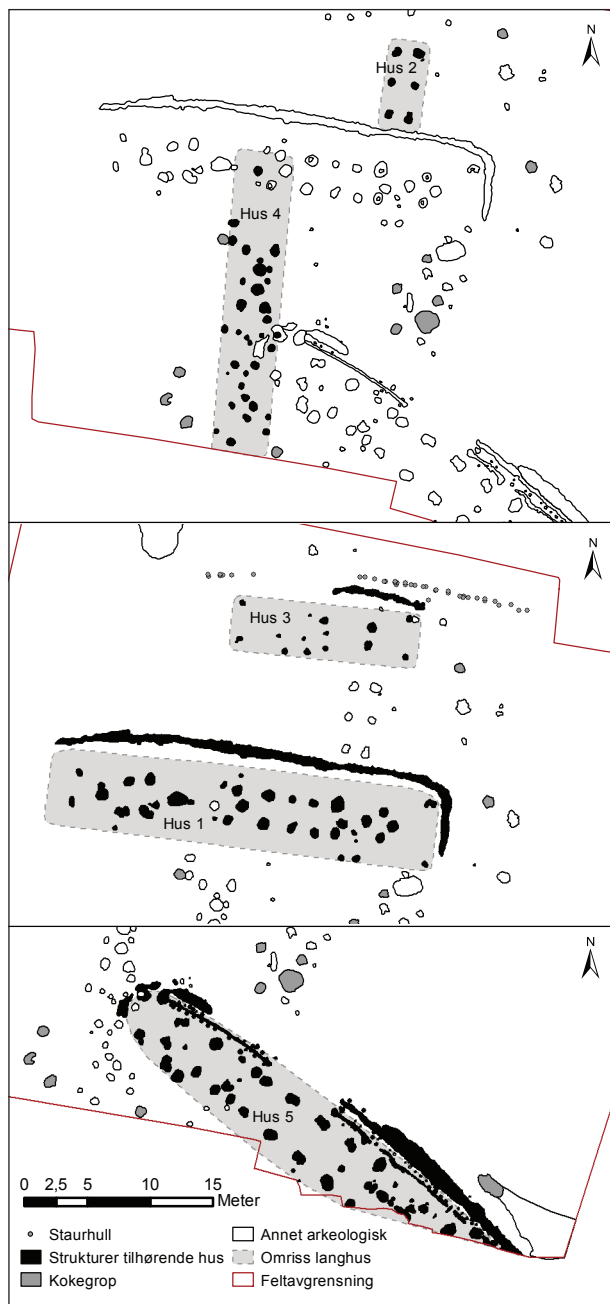 N
Hus 2
Hus 4
N
Hus 3
Hus 1
N
Hus 5
0 2,5 5 10 15
Meter
Staurhull
Strukturer tilhørende hus
Kokegrop
Annet arkeologisk
Omriss langhus
Feltavgrensning